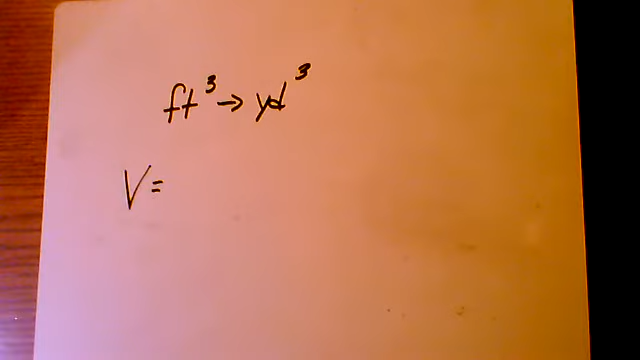 ft³ → yd³
V=